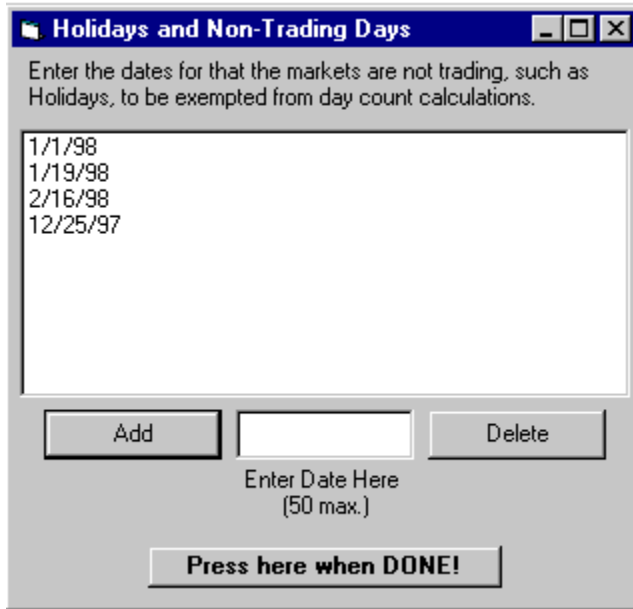 Holidays and Non-Trading Days
Enter the dates for that the markets are not trading, such as
Holidays, to be exempted from day count calculations.
1/1/98
1/19/98
2/16/98
12/25/97
Add
Delete
Enter Date Here
(50 max.)
Press here when DONE!